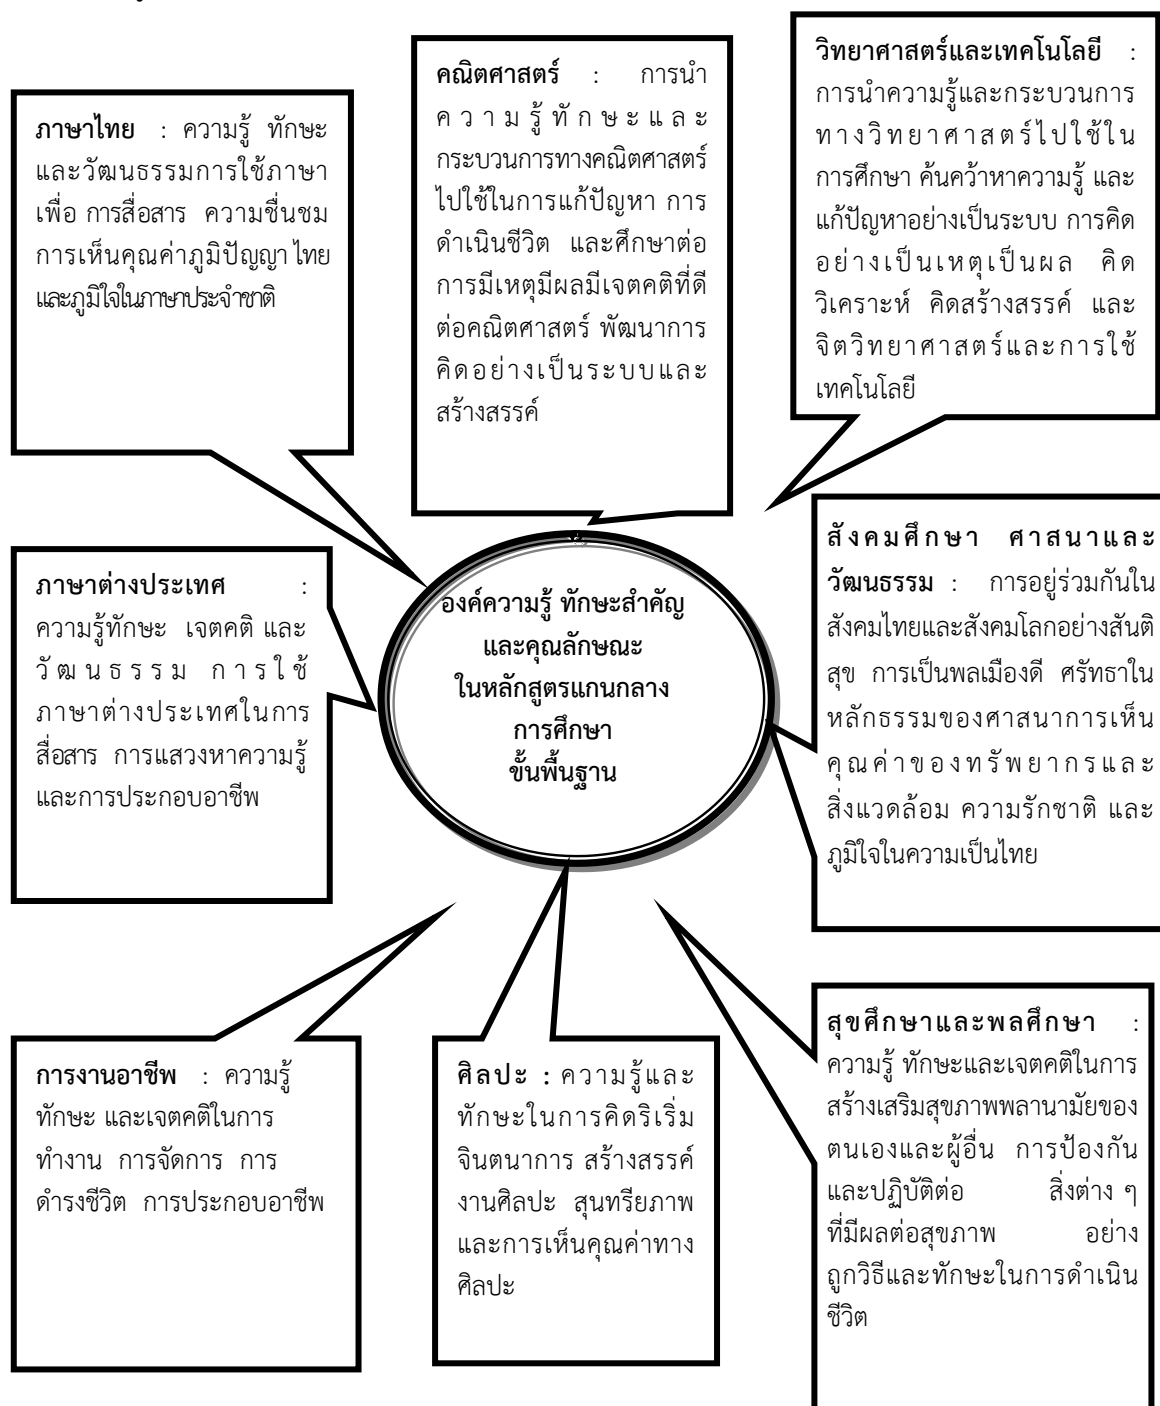 ภาษาไทย : ความรู้ ทักษะ
และวัฒนธรรมการใช้ภาษา
เพื่อ การสื่อสาร ความชื่นชม
การเห็นคุณค่าภูมิปัญญา ไทย
และภูมิใจในภาษาประจำชาติ
คณิตศาสตร์ : การนำ
ความรู้ทักษะและ
กระบวนการทางคณิตศาสตร์
ไปใช้ในการแก้ปัญหา การ
ดำเนินชีวิต และศึกษาต่อ
การมีเหตุมีผลมีเจตคติที่ดี
ต่อคณิตศาสตร์ พัฒนาการ
คิดอย่างเป็นระบบและ
สร้างสรรค์
วิทยาศาสตร์และเทคโนโลยี :
การนำความรู้และกระบวนการ
ทางวิทยาศาสตร์ไปใช้ใน
การศึกษา ค้นคว้าหาความรู้ และ
แก้ปัญหาอย่างเป็นระบบ การคิด
อย่างเป็นเหตุเป็นผล คิด
วิเคราะห์ คิดสร้างสรรค์ และ
จิตวิทยาศาสตร์และการใช้
เทคโนโลยี
ภาษาต่างประเทศ :
ความรู้ทักษะ เจตคติ และ
วัฒนธรรม การใช้
ภาษาต่างประเทศในการ
สื่อสาร การแสวงหาความรู้
และการประกอบอาชีพ
องค์ความรู้ ทักษะสำคัญ
และคุณลักษณะ
ในหลักสูตรแกนกลาง
การศึกษา
ขั้นพื้นฐาน
สังคมศึกษา ศาสนาและ
วัฒนธรรม : การอยู่ร่วมกันใน
สังคมไทยและสังคมโลกอย่างสันติ
สุข การเป็นพลเมืองดี ศรัทธาใน
หลักธรรมของศาสนาการเห็น
คุณค่าของทรัพยากรและ
สิ่งแวดล้อม ความรักชาติ และ
ภูมิใจในความเป็นไทย
การงานอาชีพ : ความรู้
ทักษะ และเจตคติในการ
ทำงาน การจัดการ การ
ดำรงชีวิต การประกอบอาชีพ
ศิลปะ : ความรู้และ
ทักษะในการคิดริเริ่ม
จินตนาการ สร้างสรรค์
งานศิลปะ สุนทรียภาพ
และการเห็นคุณค่าทาง
ศิลปะ
สุขศึกษาและพลศึกษา :
ความรู้ ทักษะและเจตคติในการ
สร้างเสริมสุขภาพพลานามัยของ
ตนเองและผู้อื่น การป้องกัน
และปฏิบัติต่อ สิ่งต่าง ๆ
ที่มีผลต่อสุขภาพ อย่าง
ถูกวิธีและทักษะในการดำเนิน
ชีวิต